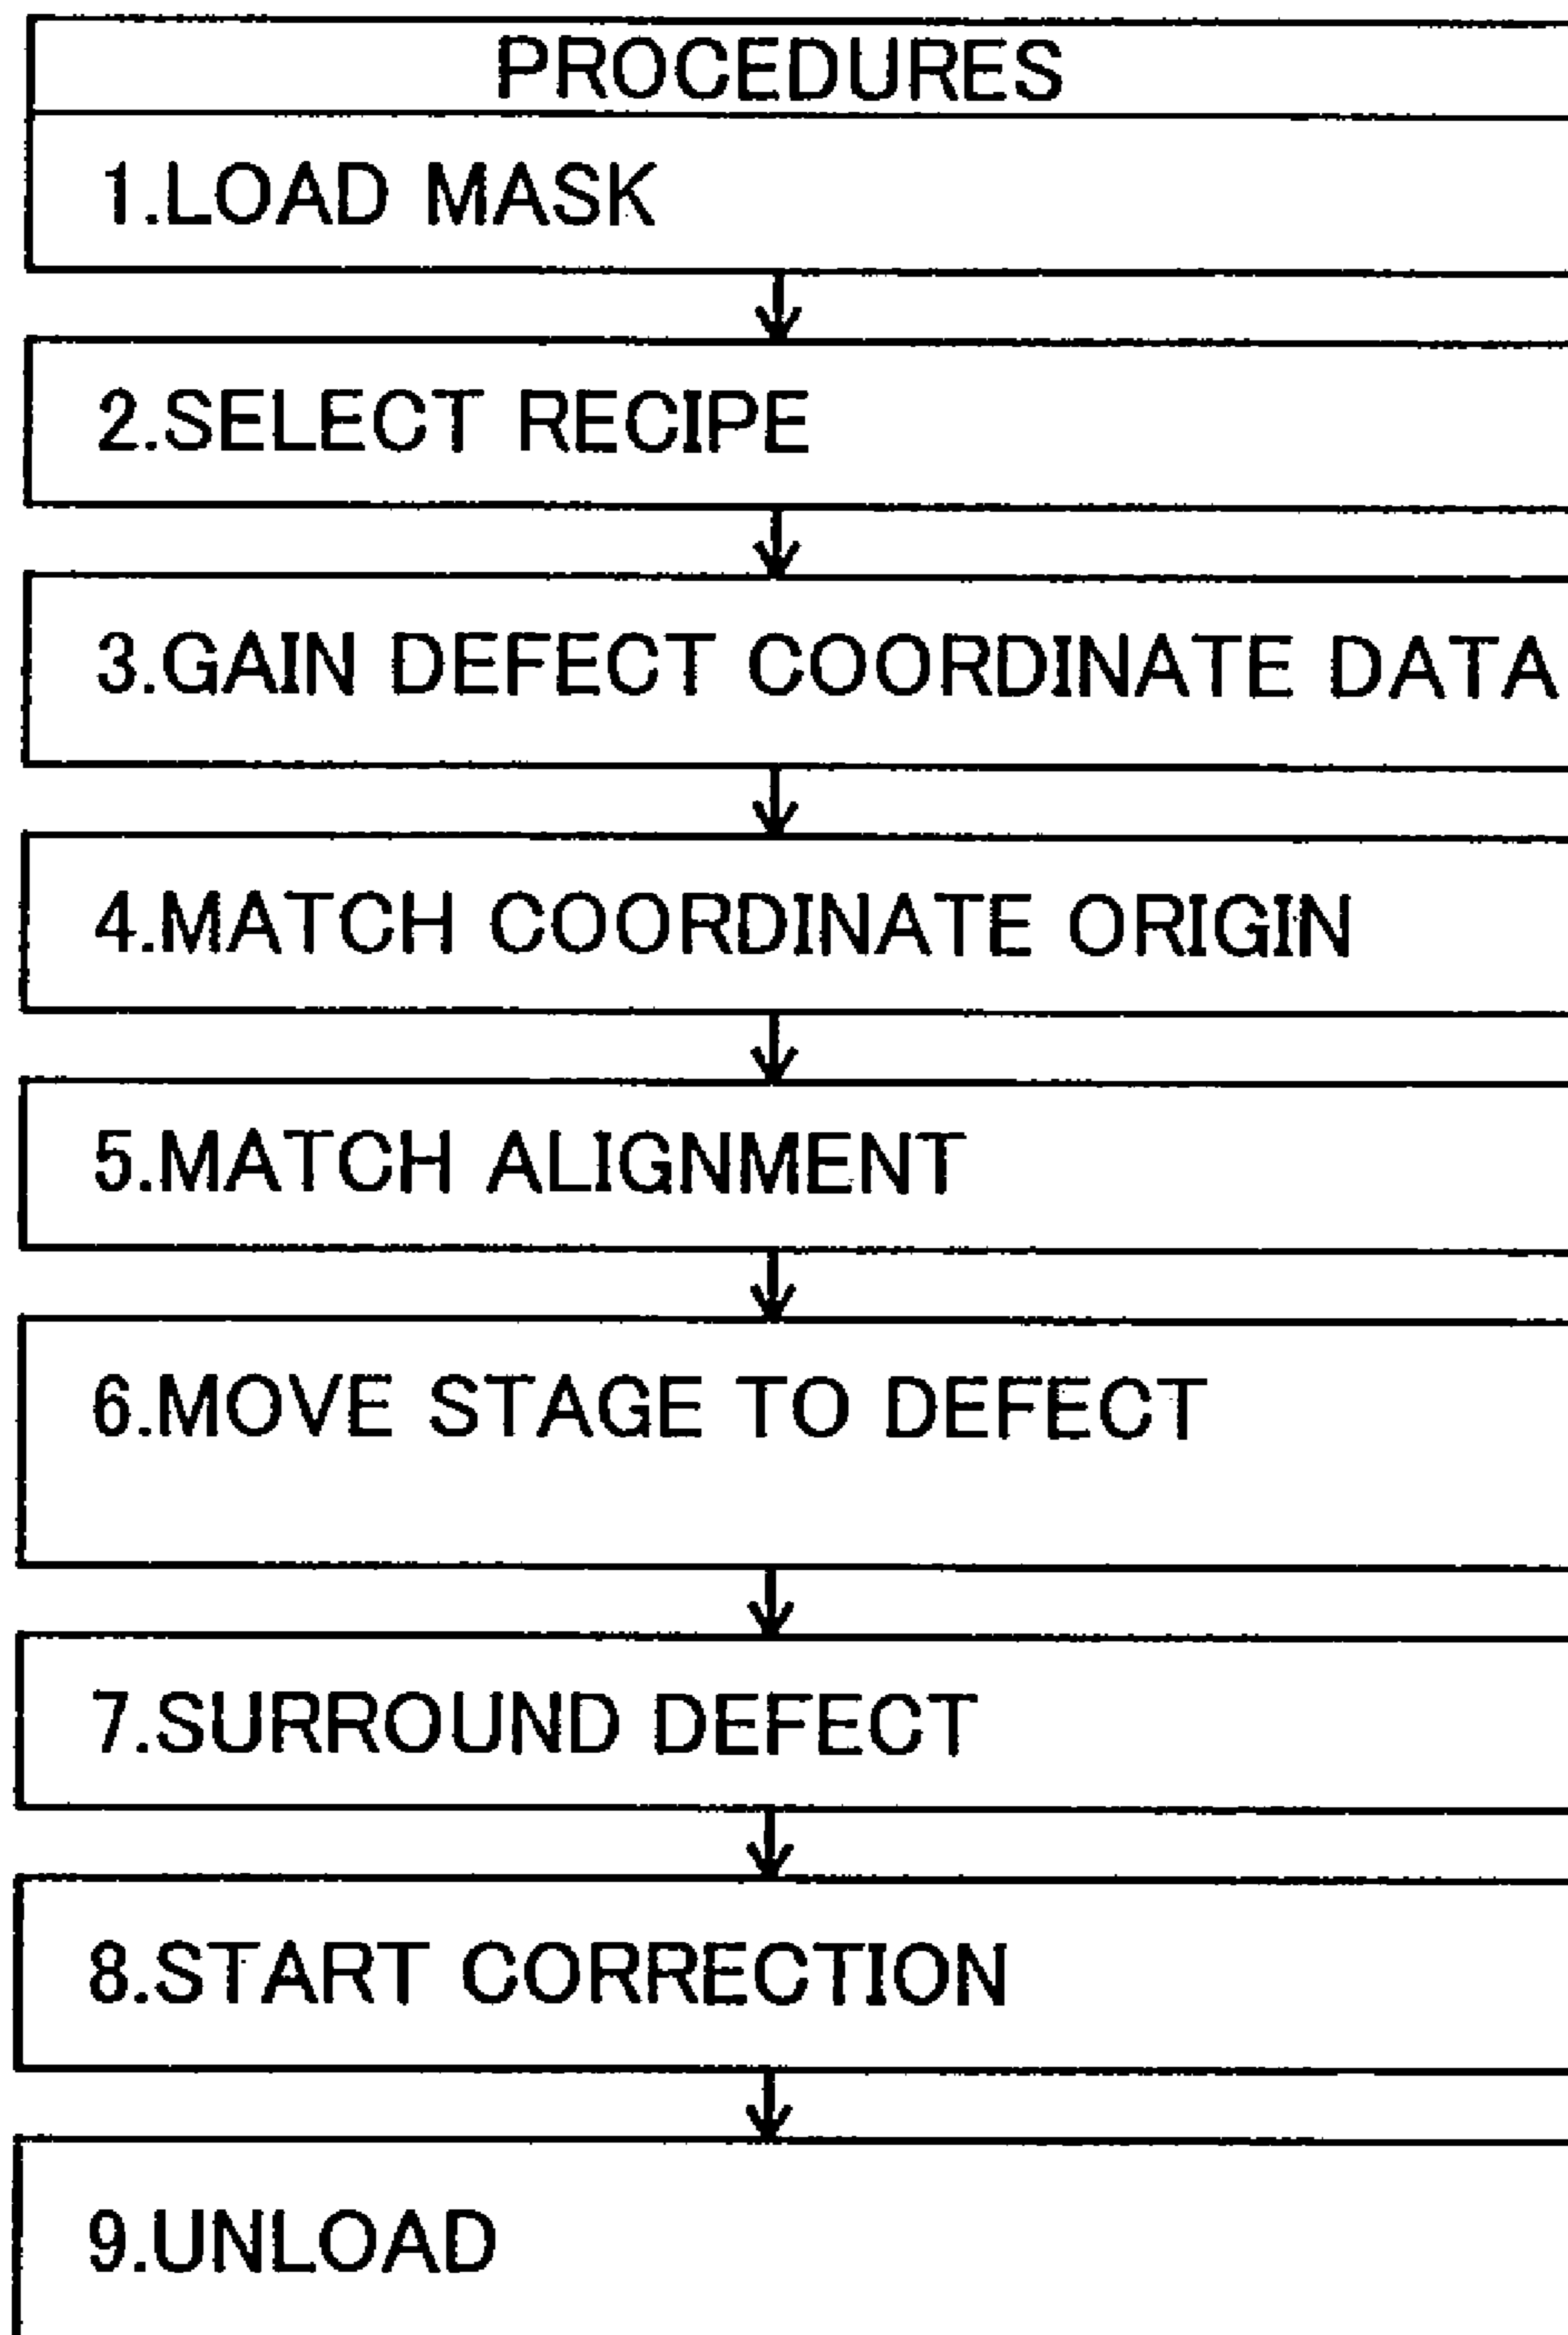 PROCEDURES
1.LOAD MASK
2.SELECT RECIPE
3.GAIN DEFECT COORDINATE DATA
4.MATCH COORDINATE ORIGIN
5.MATCH ALIGNMENT
6.MOVE STAGE TO DEFECT
7.SURROUND DEFECT
8.START CORRECTION
9.UNLOAD